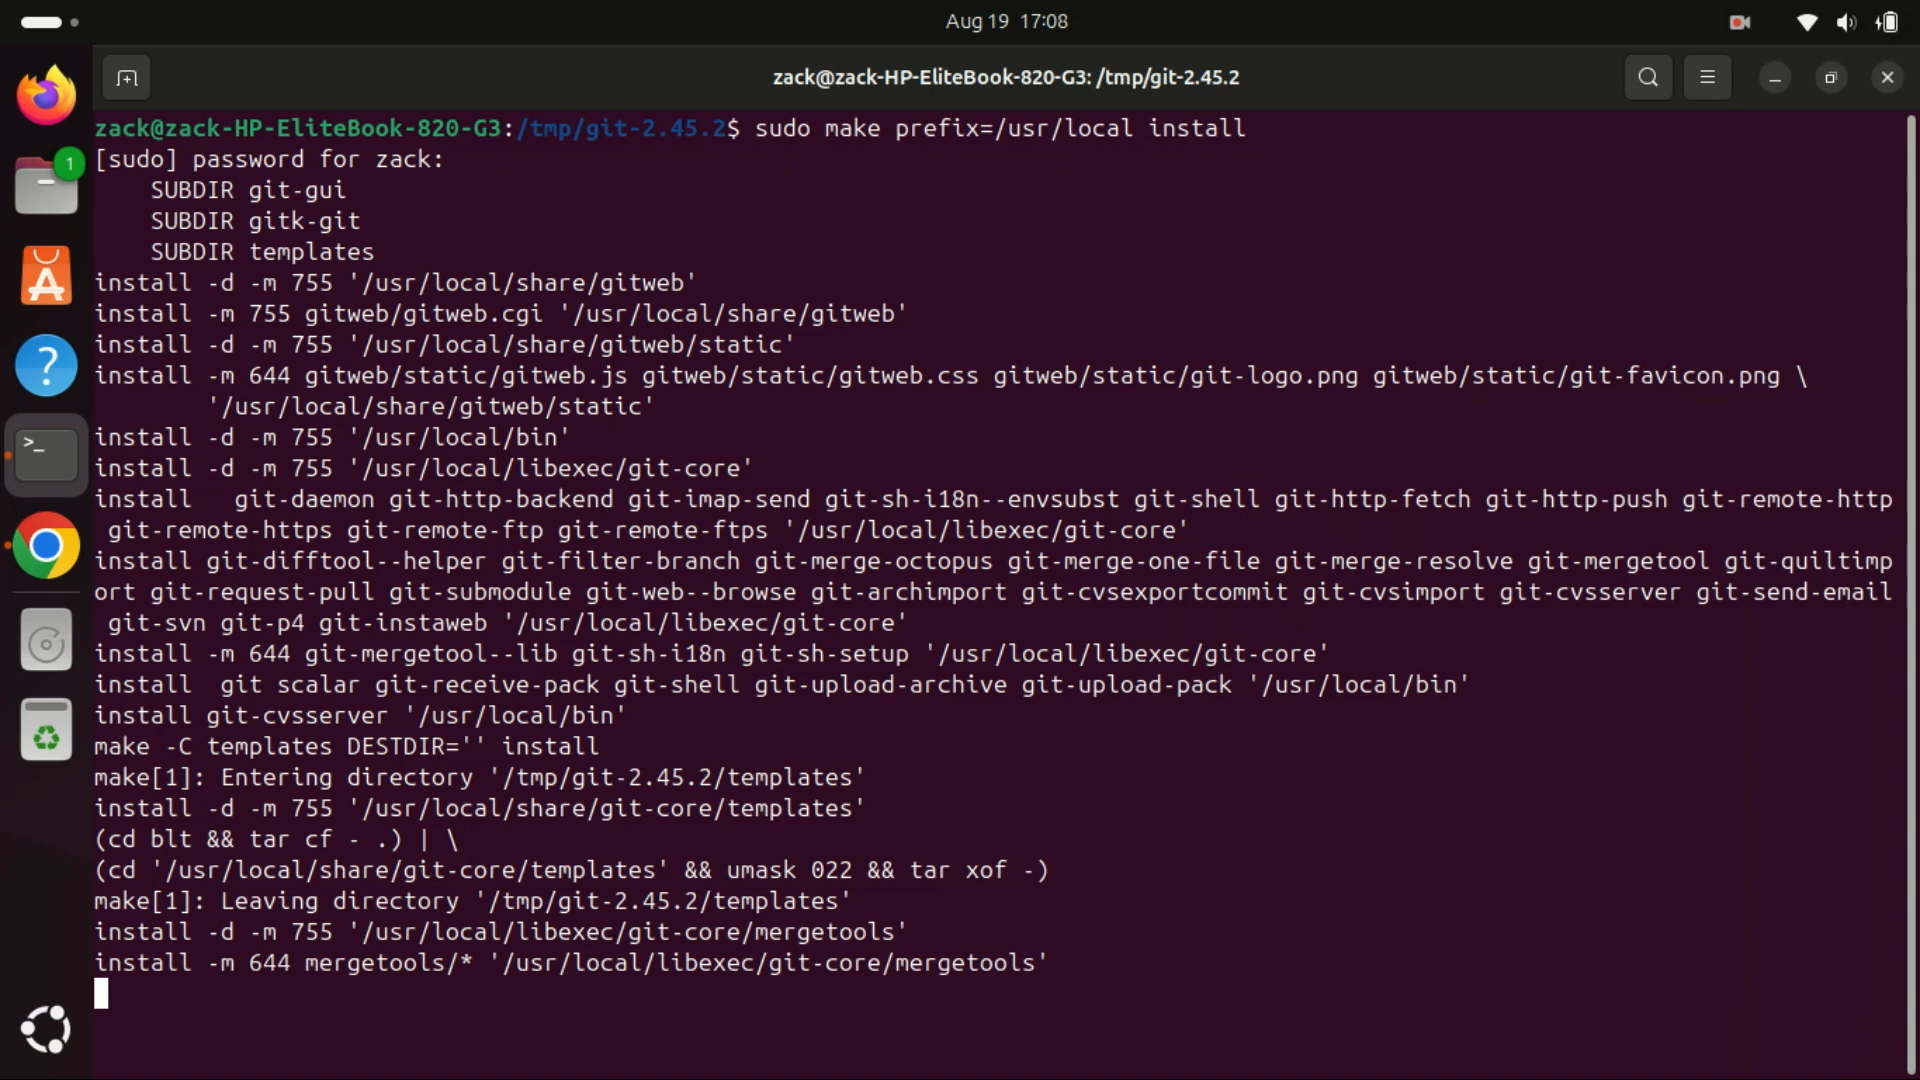 Aug 19 17:08
zack@zack-HP-EliteBook-820-G3: /tmp/git-2.45.2
1
zack@zack-HP-EliteBook-820-G3:/tmp/git-2.45.2$ sudo make prefix=/usr/local install
[sudo] password for zack:
    SUBDIR git-gui
    SUBDIR gitk-git
    SUBDIR templates
install -d -m 755 '/usr/local/share/gitweb'
install -m 755 gitweb/gitweb.cgi '/usr/local/share/gitweb'
install -d -m 755 '/usr/local/share/gitweb/static'
install -m 644 gitweb/static/gitweb.js gitweb/static/gitweb.css gitweb/static/git-logo.png gitweb/static/git-favicon.png \
        '/usr/local/share/gitweb/static'
install -d -m 755 '/usr/local/bin'
install -d -m 755 '/usr/local/libexec/git-core'
install   git-daemon git-http-backend git-imap-send git-sh-i18n--envsubst git-shell git-http-fetch git-http-push git-remote-http
 git-remote-https git-remote-ftp git-remote-ftps '/usr/local/libexec/git-core'
install git-difftool--helper git-filter-branch git-merge-octopus git-merge-one-file git-merge-resolve git-mergetool git-quiltimp
ort git-request-pull git-submodule git-web--browse git-archimport git-cvsexportcommit git-cvsimport git-cvsserver git-send-email
 git-svn git-p4 git-instaweb '/usr/local/libexec/git-core'
install -m 644 git-mergetool--lib git-sh-i18n git-sh-setup '/usr/local/libexec/git-core'
install  git scalar git-receive-pack git-shell git-upload-archive git-upload-pack '/usr/local/bin'
install git-cvsserver '/usr/local/bin'
make -C templates DESTDIR='' install
make[1]: Entering directory '/tmp/git-2.45.2/templates'
install -d -m 755 '/usr/local/share/git-core/templates'
(cd blt && tar cf - .) | \
(cd '/usr/local/share/git-core/templates' && umask 022 && tar xof -)
make[1]: Leaving directory '/tmp/git-2.45.2/templates'
install -d -m 755 '/usr/local/libexec/git-core/mergetools'
install -m 644 mergetools/* '/usr/local/libexec/git-core/mergetools'